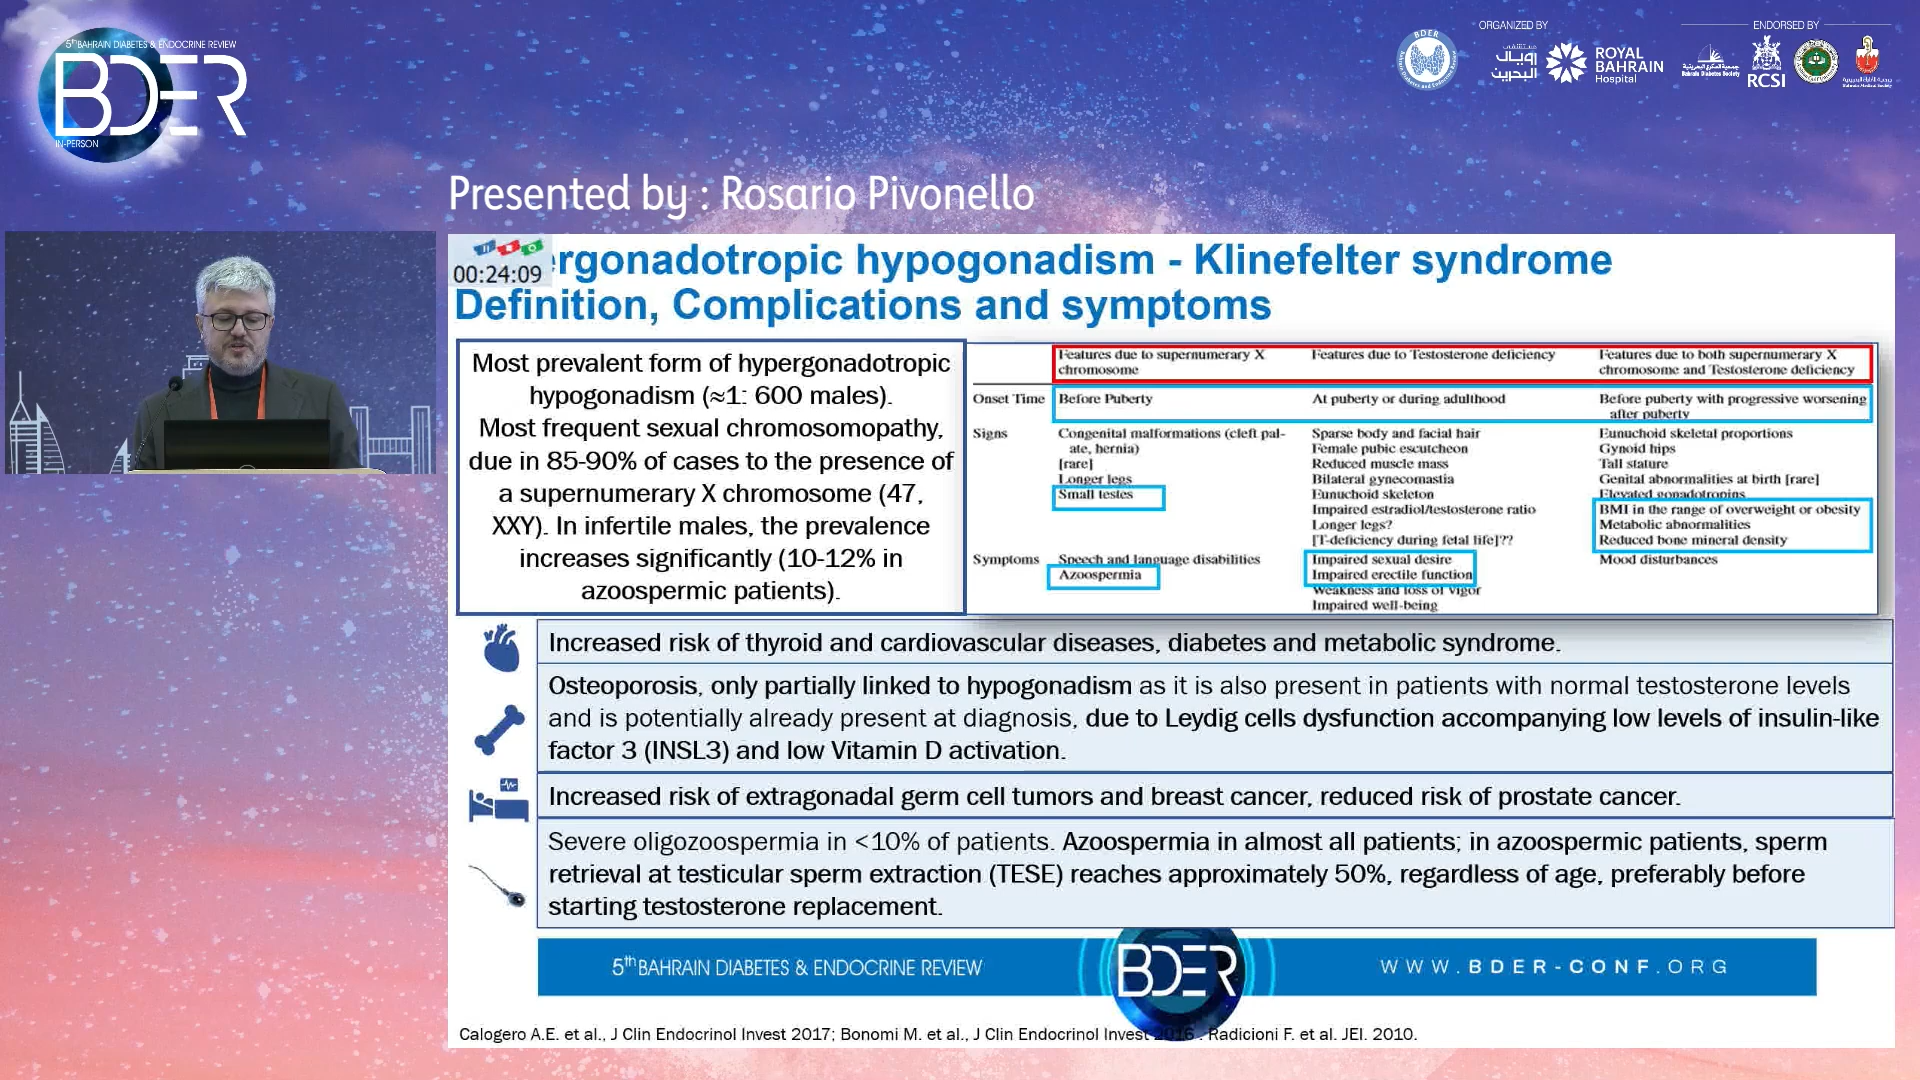 5th BAHRAIN DIABETES & ENDOCRINE REVIEW
BDER
IN-PERSON
ORGANIZED BY
ENDORSED BY
BDER
مستشفى
رويال
البحرين
ROYAL
BAHRAIN
Hospital
Bahrain Diabetes Society
RCSI
Bahrain Medical Society
Presented by : Rosario Pivonello
00:24:09
ergonadotropic hypogonadism - Klinefelter syndrome
Definition, Complications and symptoms
Most prevalent form of hypergonadotropic
hypogonadism (≈1: 600 males).
Most frequent sexual chromosomopathy,
due in 85-90% of cases to the presence of
a supernumerary X chromosome (47,
XXY). In infertile males, the prevalence
increases significantly (10-12% in
azoospermic patients).
Features due to supernumerary X chromosome
Features due to Testosterone deficiency
Features due to both supernumerary X chromosome and Testosterone deficiency
Onset Time
Before Puberty
At puberty or during adulthood
Before puberty with progressive worsening
after puberty
Signs
Congenital malformations (cleft pal-
ate, hernia)
[rare]
Longer legs
Small testes
Sparse body and facial hair
Female pubic escutcheon
Reduced muscle mass
Bilateral gynecomastia
Eunuchoid skeleton
Impaired estradiol/testosterone ratio
Longer legs?
[T-deficiency during fetal life]??
Eunuchoid skeletal proportions
Gynoid hips
Tall stature
Genital abnormalities at birth [rare]
Elevated gonadotropins
BMI in the range of overweight or obesity
Metabolic abnormalities
Reduced bone mineral density
Symptoms
Speech and language disabilities
Azoospermia
Impaired sexual desire
Impaired erectile function
Weakness and loss of vigor
Impaired well-being
Mood disturbances
Increased risk of thyroid and cardiovascular diseases, diabetes and metabolic syndrome.
Osteoporosis, only partially linked to hypogonadism as it is also present in patients with normal testosterone levels
and is potentially already present at diagnosis, due to Leydig cells dysfunction accompanying low levels of insulin-like
factor 3 (INSL3) and low Vitamin D activation.
Increased risk of extragonadal germ cell tumors and breast cancer, reduced risk of prostate cancer.
Severe oligozoospermia in <10% of patients. Azoospermia in almost all patients; in azoospermic patients, sperm
retrieval at testicular sperm extraction (TESE) reaches approximately 50%, regardless of age, preferably before
starting testosterone replacement.
5th BAHRAIN DIABETES & ENDOCRINE REVIEW
BDER
WWW.BDER-CONF.ORG
Calogero A.E. et al., J Clin Endocrinol Invest 2017; Bonomi M. et al., J Clin Endocrinol Invest 2016 . Radicioni F. et al. JEI. 2010.